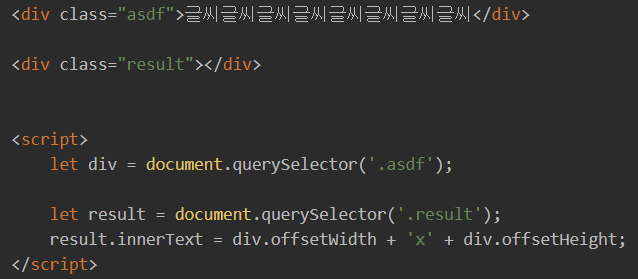 <div class="asdf">글씨글씨글씨글씨글씨글씨글씨글씨</div>
<div class="result"></div>
<script>
let div = document.querySelector('.asdf');
let result = document.querySelector('.result');
result.innerText = div.offsetWidth + 'x' + div.offsetHeight;
</script>